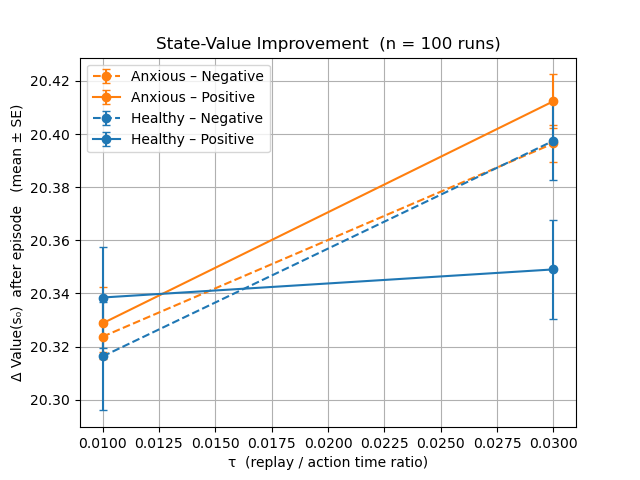 State-Value Improvement  (n = 100 runs)
Δ Value(s₀)  after episode   (mean ± SE)
20.42
20.40
20.38
20.36
20.34
20.32
20.30
Anxious – Negative
Anxious – Positive
Healthy – Negative
Healthy – Positive
0.0100 0.0125 0.0150 0.0175 0.0200 0.0225 0.0250 0.0275 0.0300
τ  (replay / action time ratio)